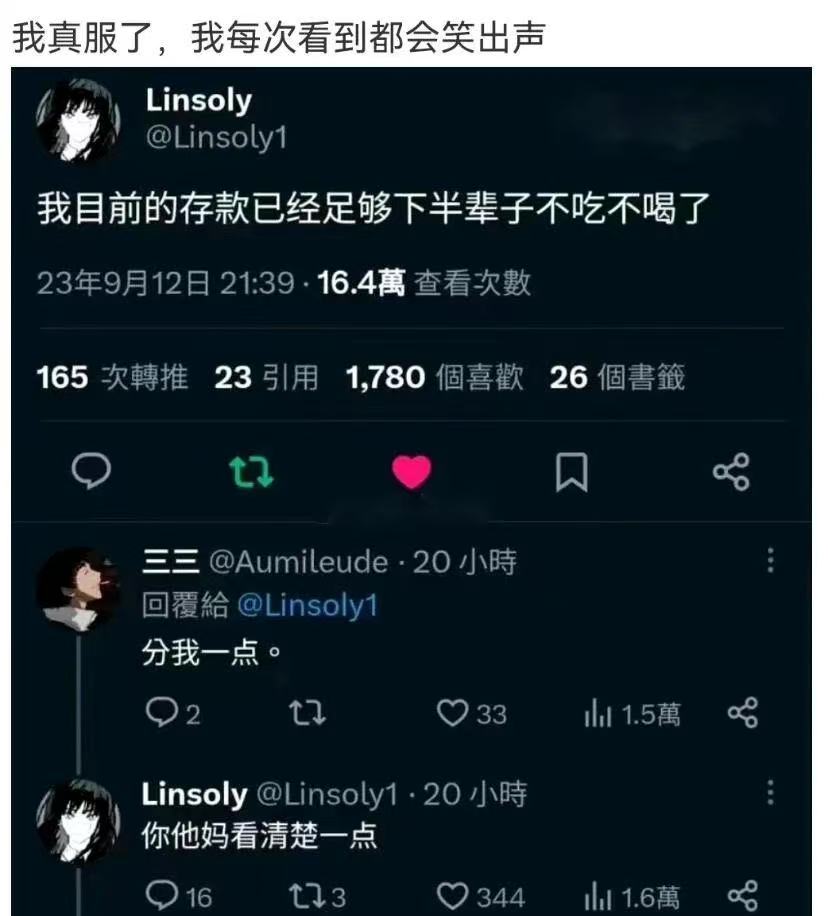 我真服了，我每次看到都会笑出声
Linsoly
@Linsoly1
我目前的存款已经足够下半辈子不吃不喝了
23年9月12日 21:39 · 16.4萬 查看次數
165 次轉推 23 引用 1,780 個喜歡 26 個書籤
三三 @Aumileude · 20 小時
回覆給 @Linsoly1
分我一点。
2 33 1.5萬
Linsoly @Linsoly1 · 20 小時
你他妈看清楚一点
16 3 344 1.6萬